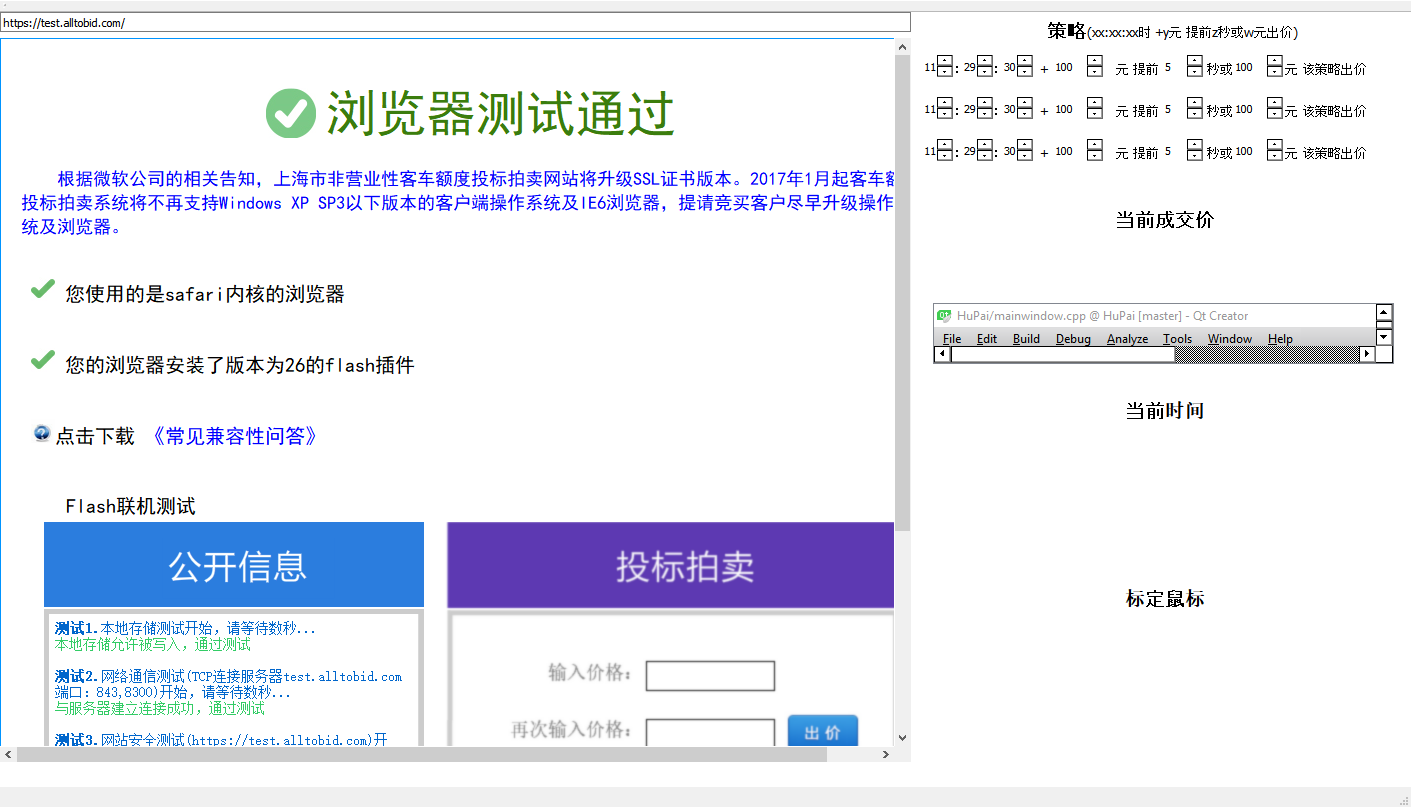 https://test.alltobid.com/
浏览器测试通过
根据微软公司的相关告知，上海市非营业性客车额度投标拍卖网站将升级SSL证书版本。2017年1月起客车额
投标拍卖系统将不再支持Windows XP SP3以下版本的客户端操作系统及IE6浏览器，提请竞买客户尽早升级操作
统及浏览器。
您使用的是safari内核的浏览器
您的浏览器安装了版本为26的flash插件
点击下载 《常见兼容性问答》
Flash联机测试
公开信息
测试1.本地存储测试开始，请等待数秒...
本地存储允许被写入，通过测试
测试2.网络通信测试(TCP连接服务器test.alltobid.com
端口：843,8300)开始，请等待数秒...
与服务器建立连接成功，通过测试
测试3.网站安全测试(https://test.alltobid.com)开
投标拍卖
输入价格：
再次输入价格：
出价
策略(xx:xx:xx时 +y元 提前z秒或w元出价)
11 : 29 : 30 + 100 元 提前 5 秒或 100 元 该策略出价
11 : 29 : 30 + 100 元 提前 5 秒或 100 元 该策略出价
11 : 29 : 30 + 100 元 提前 5 秒或 100 元 该策略出价
当前成交价
HuPai/mainwindow.cpp @ HuPai [master] - Qt Creator
File Edit Build Debug Analyze Tools Window Help
当前时间
标定鼠标